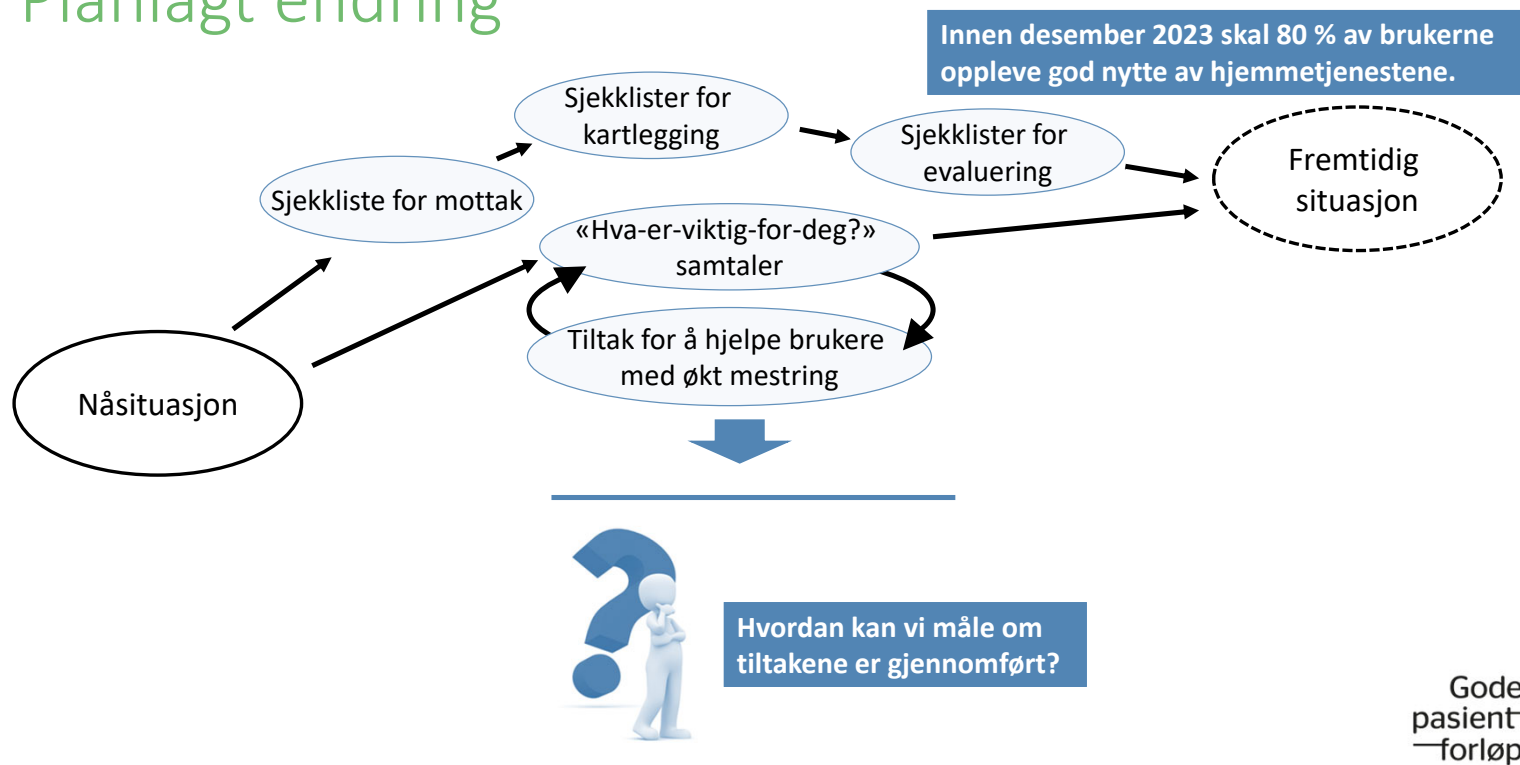 Planlagt endring
Innen desember 2023 skal 80 % av brukerne
oppleve god nytte av hjemmetjenestene.
Sjekklister for
kartlegging
Sjekklister for
evaluering
Fremtidig
situasjon
Sjekkliste for mottak
«Hva-er-viktig-for-deg?»
samtaler
Tiltak for å hjelpe brukere
med økt mestring
Nåsituasjon
Hvordan kan vi måle om
tiltakene er gjennomført?
Gode
pasient
forløp